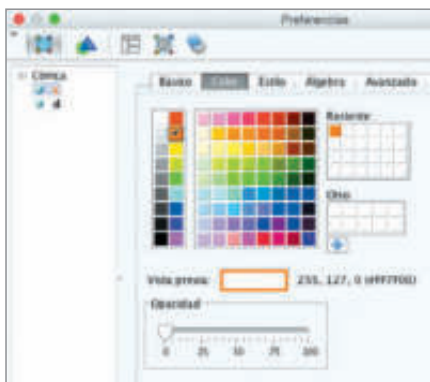 Preferencias
Cónica
c
d
Básico Color Estilo Álgebra Avanzado
Reciente
Otro
Vista previa: 255, 127, 0 (#FF7F00)
Opacidad
0 25 50 75 100